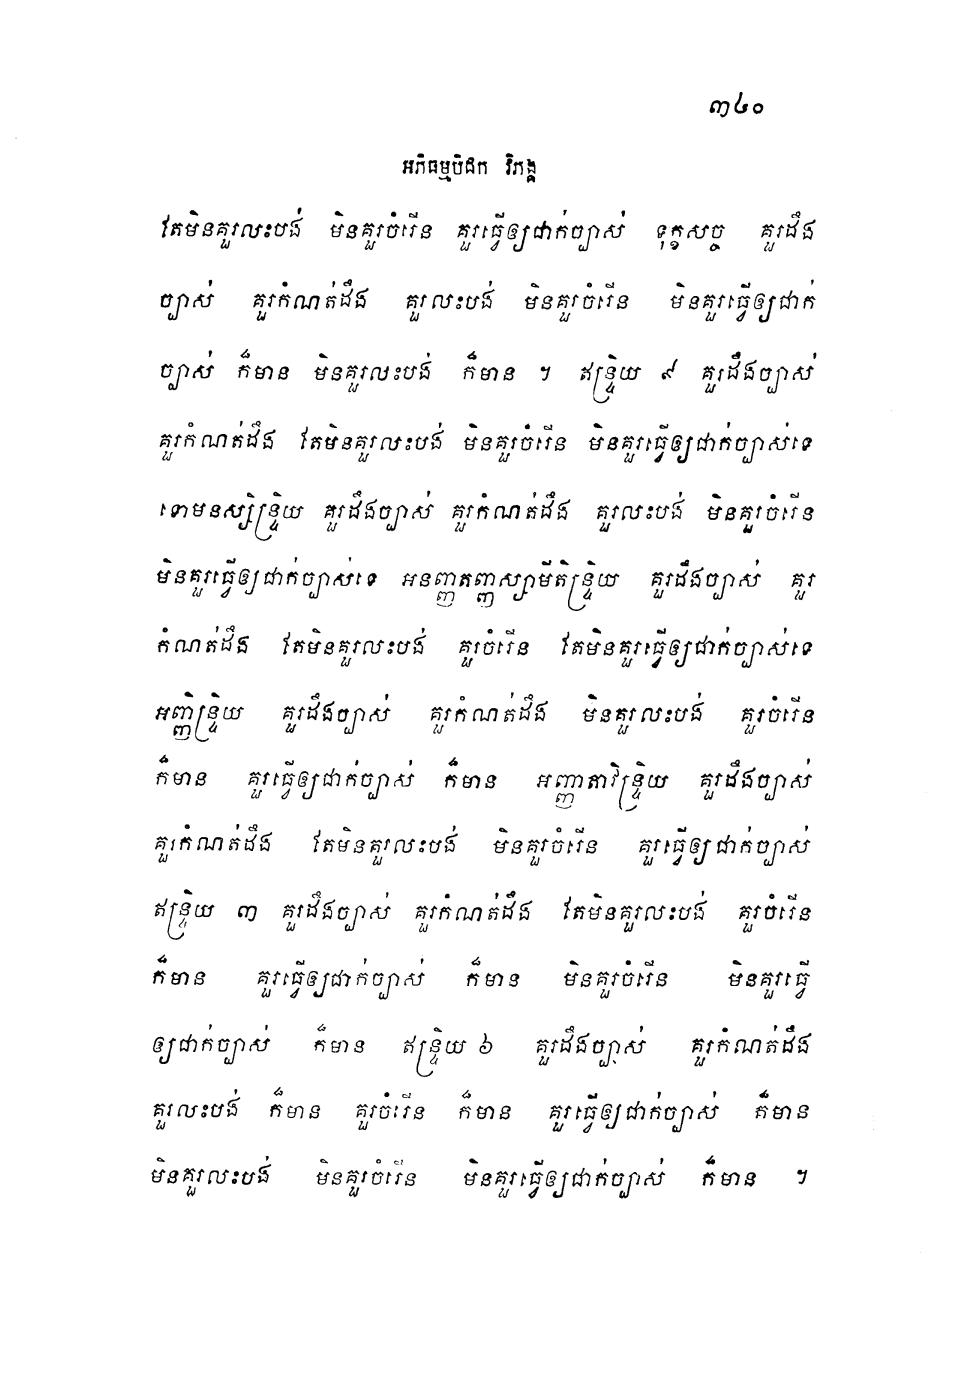 ៣៤០
អភិធម្មបិដក វិភង្គ
តែមិនគួរលះបង់ មិនគួរចំរើន គួរធ្វើឲ្យជាក់ច្បាស់ ទុក្ខសច្ច គួរដឹង
ច្បាស់ គួរកំណត់ដឹង គួរលះបង់ មិនគួរចំរើន មិនគួរធ្វើឲ្យជាក់
ច្បាស់ ក៏មាន មិនគួរលះបង់ ក៏មាន ។ ឥន្ទ្រិយ ៩ គួរដឹងច្បាស់
គួរកំណត់ដឹង តែមិនគួរលះបង់ មិនគួរចំរើន មិនគួរធ្វើឲ្យជាក់ច្បាស់ទេ
ទោមនស្សិន្ទ្រិយ គួរដឹងច្បាស់ គួរកំណត់ដឹង គួរលះបង់ មិនគួរចំរើន
មិនគួរធ្វើឲ្យជាក់ច្បាស់ទេ អនញ្ញតញ្ញស្សាមីតិន្ទ្រិយ គួរដឹងច្បាស់ គួរ
កំណត់ដឹង តែមិនគួរលះបង់ គួរចំរើន តែមិនគួរធ្វើឲ្យជាក់ច្បាស់ទេ
អញ្ញិន្ទ្រិយ គួរដឹងច្បាស់ គួរកំណត់ដឹង មិនគួរលះបង់ គួរចំរើន
ក៏មាន គួរធ្វើឲ្យជាក់ច្បាស់ ក៏មាន អញ្ញាតាវិន្ទ្រិយ គួរដឹងច្បាស់
គួរកំណត់ដឹង តែមិនគួរលះបង់ មិនគួរចំរើន គួរធ្វើឲ្យជាក់ច្បាស់
ឥន្ទ្រិយ ៣ គួរដឹងច្បាស់ គួរកំណត់ដឹង តែមិនគួរលះបង់ គួរចំរើន
ក៏មាន គួរធ្វើឲ្យជាក់ច្បាស់ ក៏មាន មិនគួរចំរើន មិនគួរធ្វើ
ឲ្យជាក់ច្បាស់ ក៏មាន ឥន្ទ្រិយ ៦ គួរដឹងច្បាស់ គួរកំណត់ដឹង
គួរលះបង់ ក៏មាន គួរចំរើន ក៏មាន គួរធ្វើឲ្យជាក់ច្បាស់ ក៏មាន
មិនគួរលះបង់ មិនគួរចំរើន មិនគួរធ្វើឲ្យជាក់ច្បាស់ ក៏មាន ។